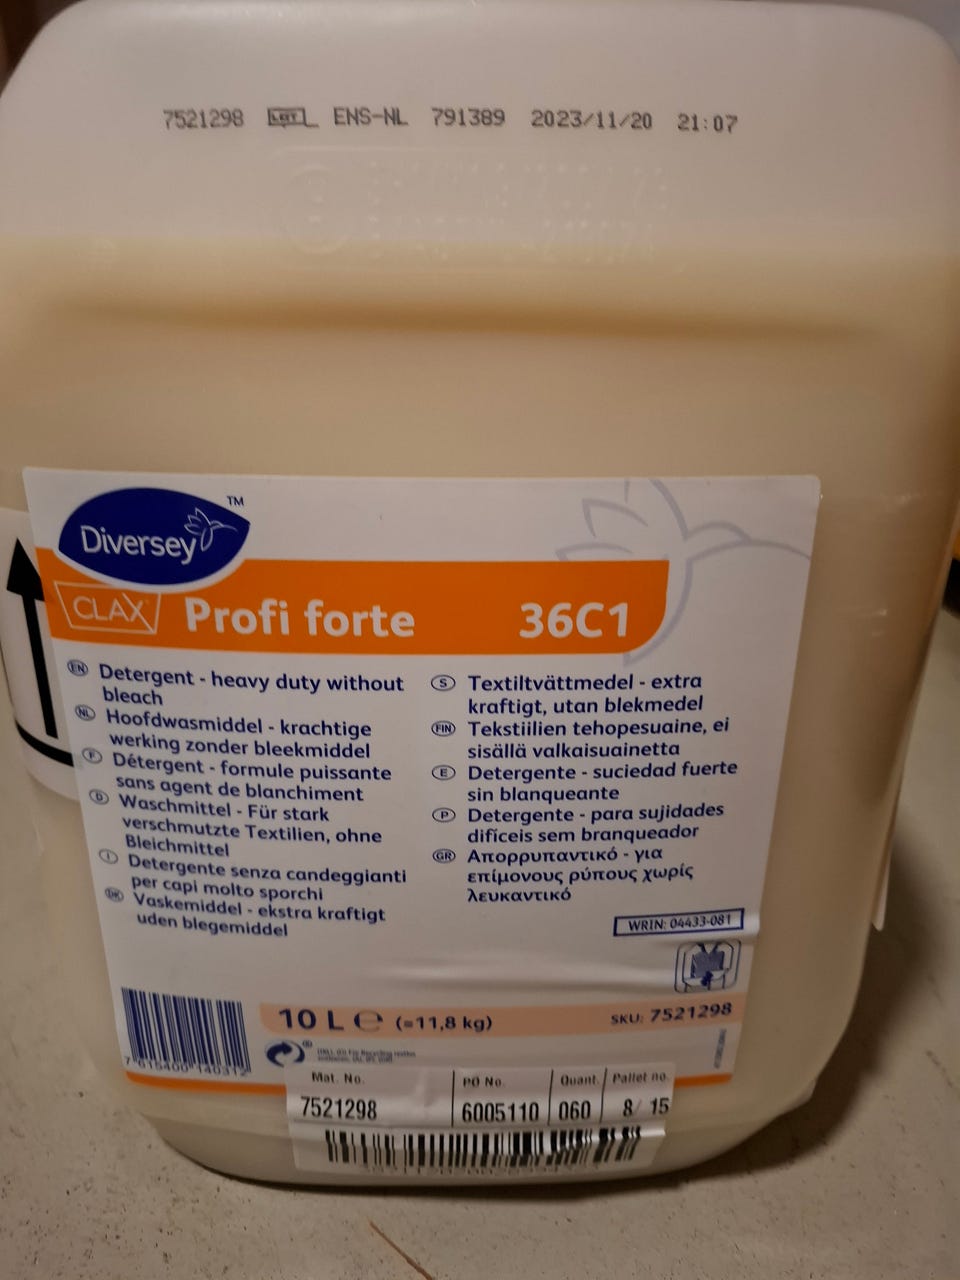 7521298 LOT ENS-NL 791389 2023/11/20 21:07
Diversey™
CLAX® Profi forte 36C1
EN Detergent - heavy duty without
bleach
NL Hoofdwasmiddel - krachtige
werking zonder bleekmiddel
F Détergent - formule puissante
sans agent de blanchiment
D Waschmittel - Für stark
verschmutzte Textilien, ohne
Bleichmittel
I Detergente senza candeggianti
per capi molto sporchi
DK Vaskemiddel - ekstra kraftigt
uden blegemiddel
S Textiltvättmedel - extra
kraftigt, utan blekmedel
FIN Tekstiilien tehopesuaine, ei
sisällä valkaisuainetta
E Detergente - suciedad fuerte
sin blanqueante
P Detergente - para sujidades
difíceis sem branqueador
GR Απορρυπαντικό - για
επίμονους ρύπους χωρίς
λευκαντικό
WRIN: 04433-081
10 L e (=11,8 kg)
SKU: 7521298
7 615400 140312
Mat. No. PO No. Quant. Pallet no.
7521298 6005110 060 8/ 15